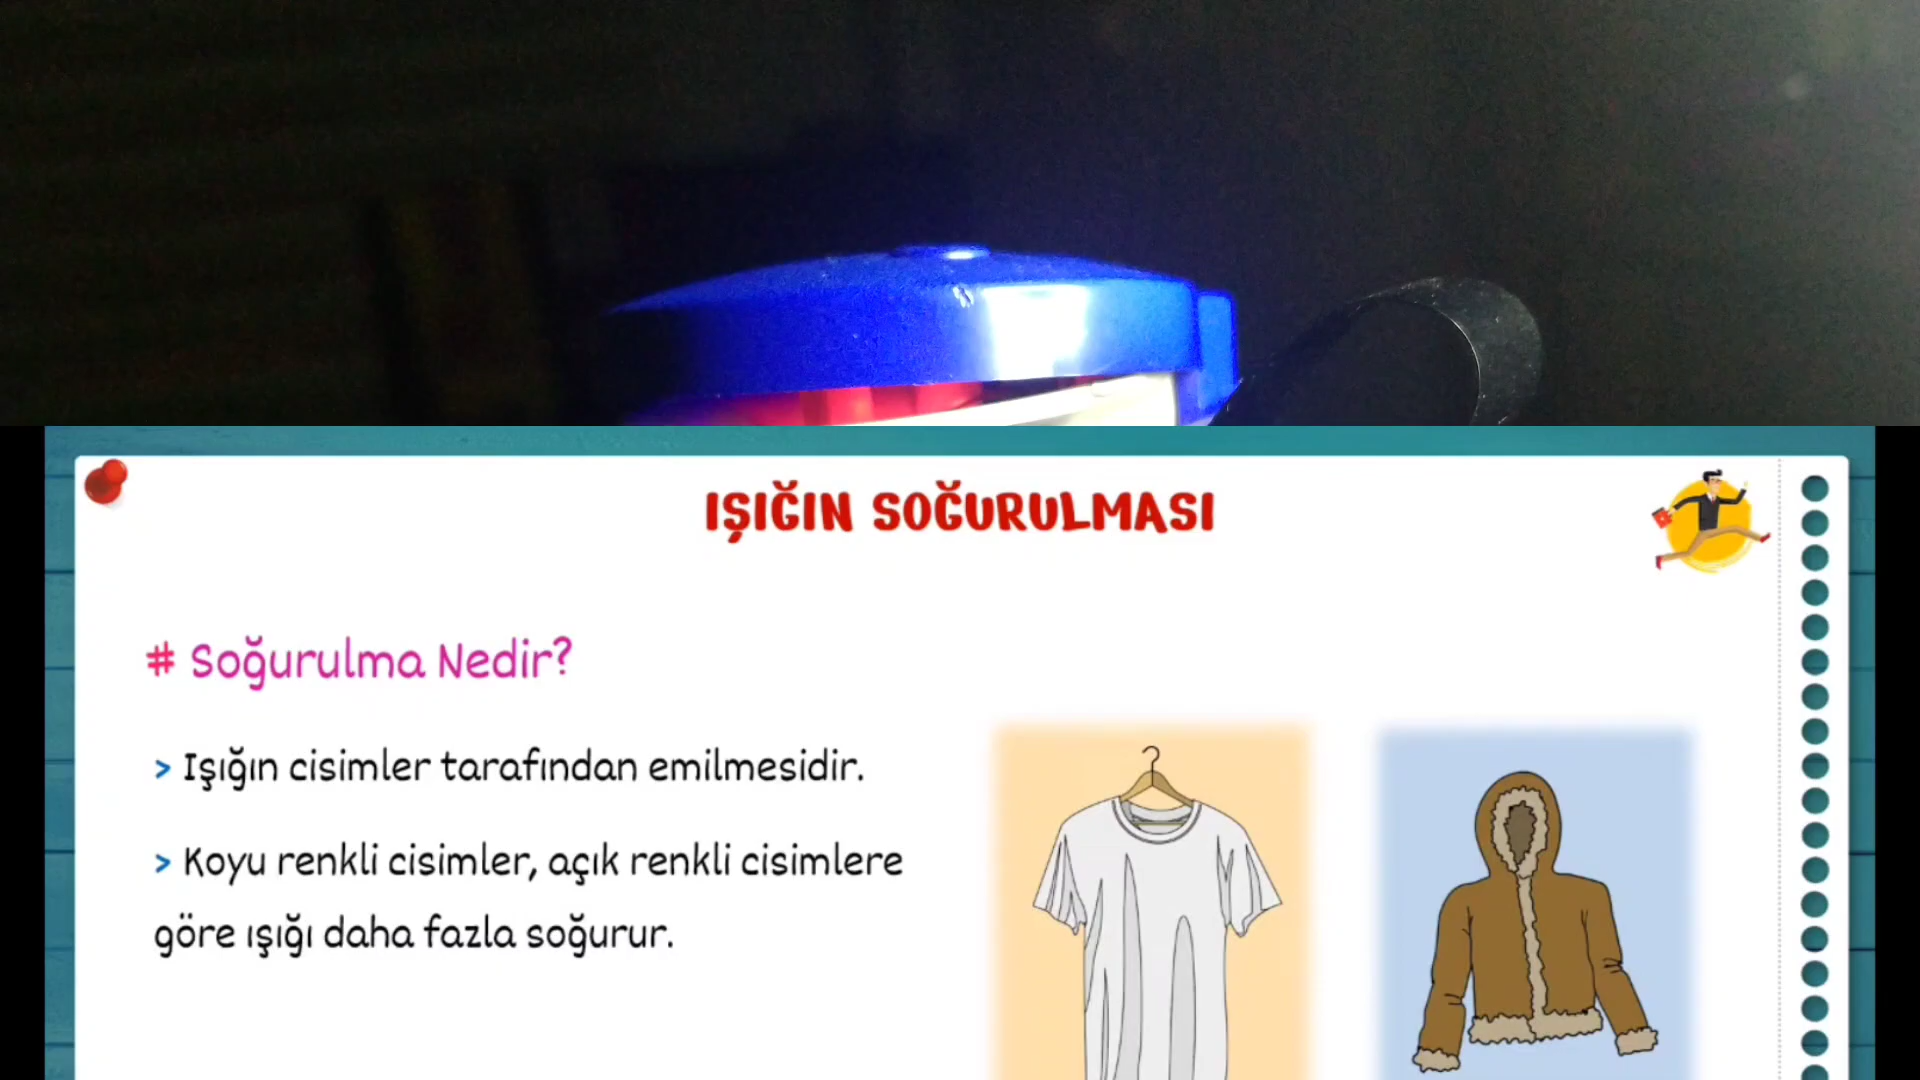 IŞIĞIN SOĞURULMASI
# Soğurulma Nedir?
> Işığın cisimler tarafından emilmesidir.
> Koyu renkli cisimler, açık renkli cisimlere
göre ışığı daha fazla soğurur.